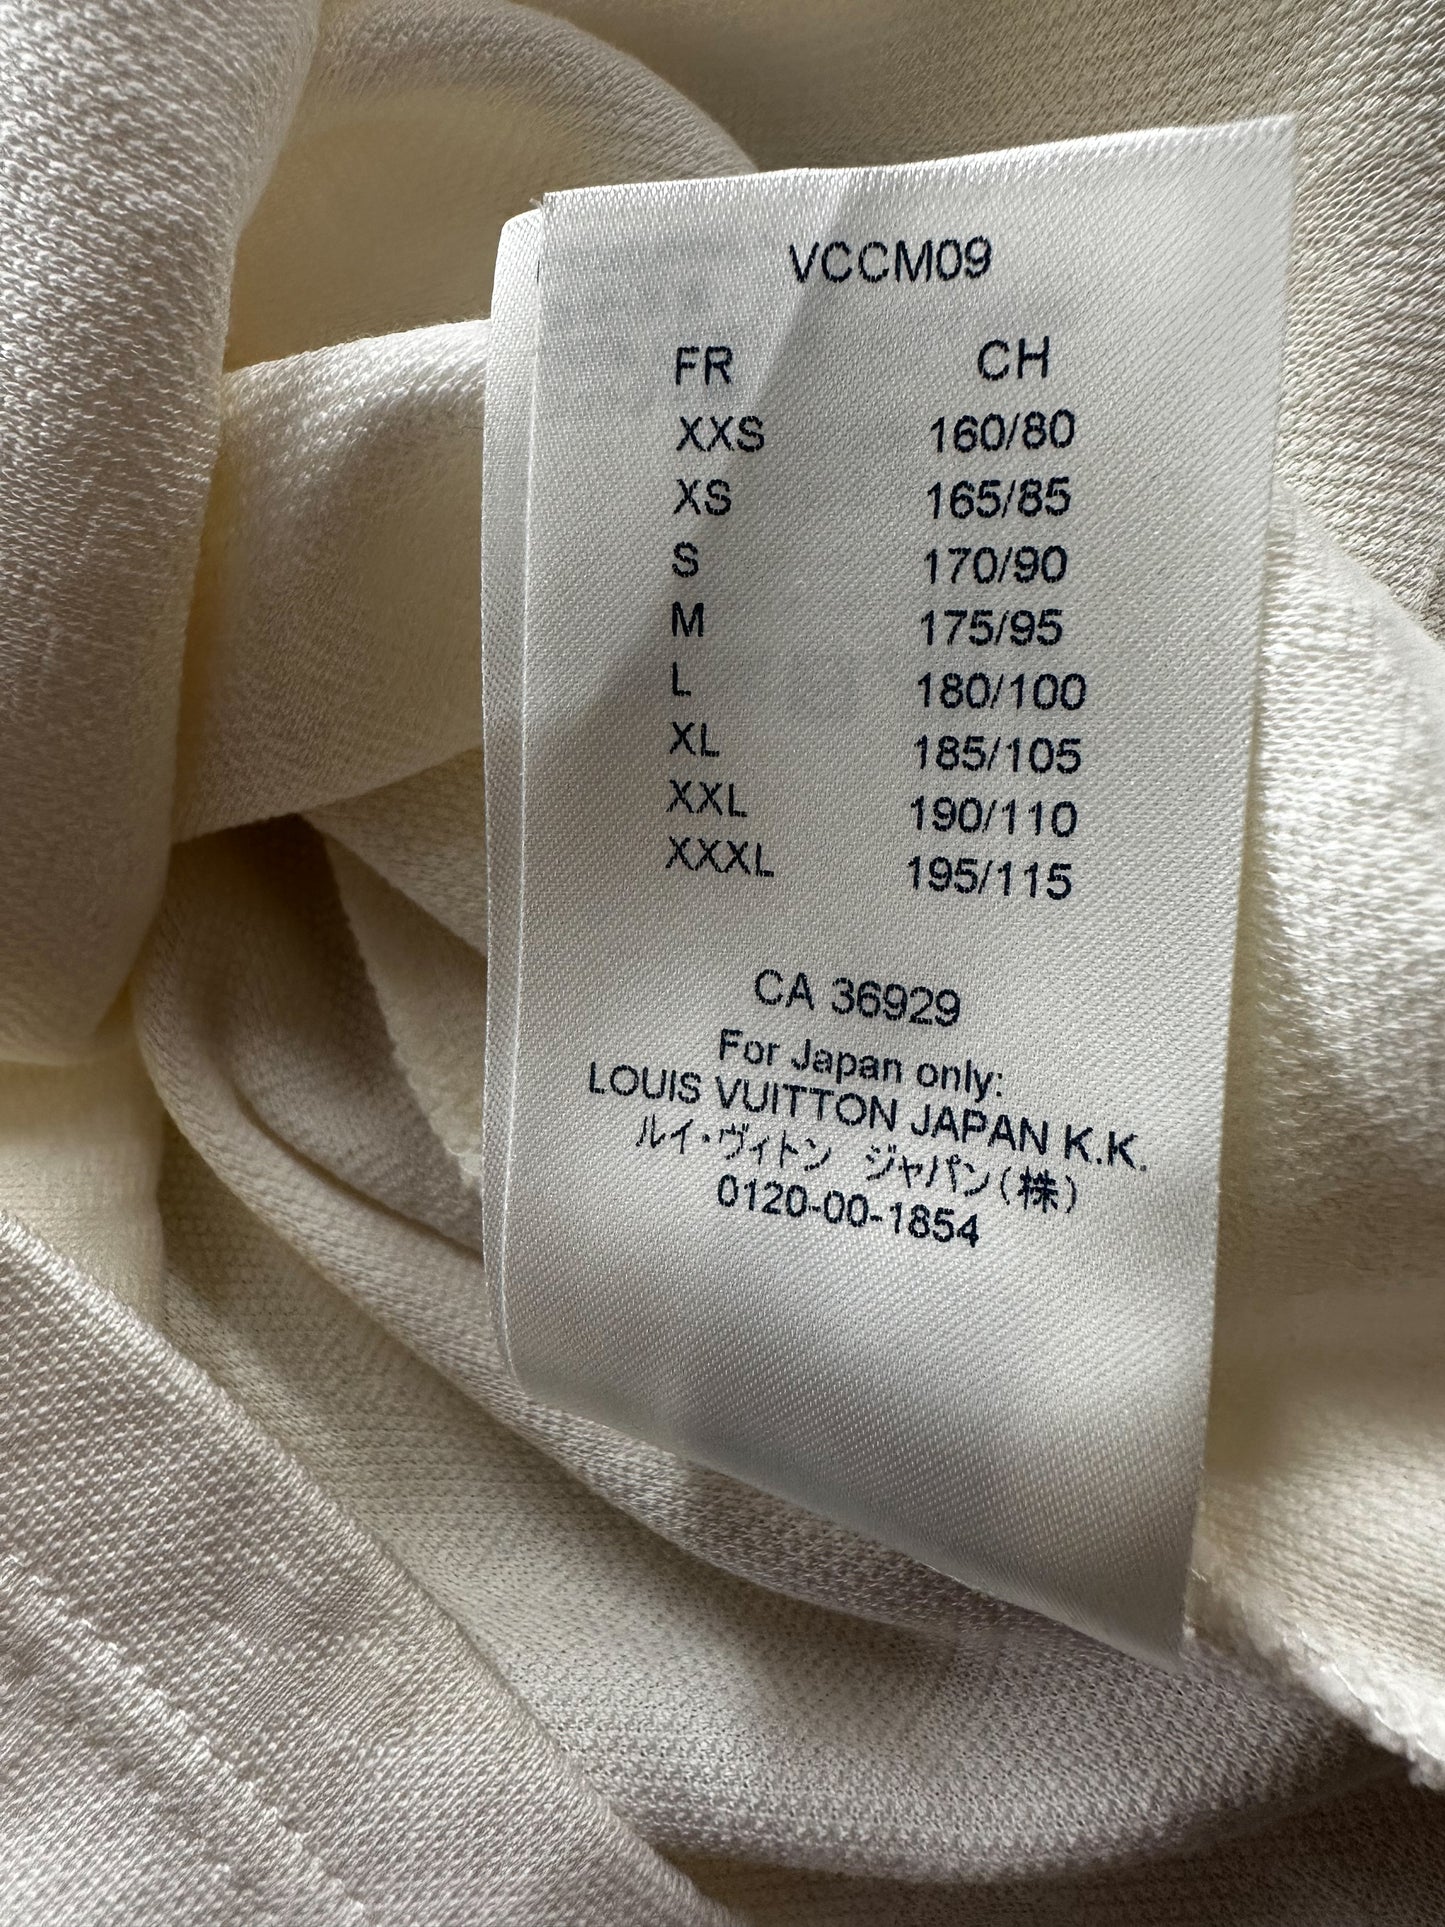 VCCM09
FR CH
XXS 160/80
XS 165/85
S 170/90
M 175/95
L 180/100
XL 185/105
XXL 190/110
XXXL 195/115
CA 36929
For Japan only:
LOUIS VUITTON JAPAN K.K.
ルイ・ヴィトン ジャパン(株)
0120-00-1854